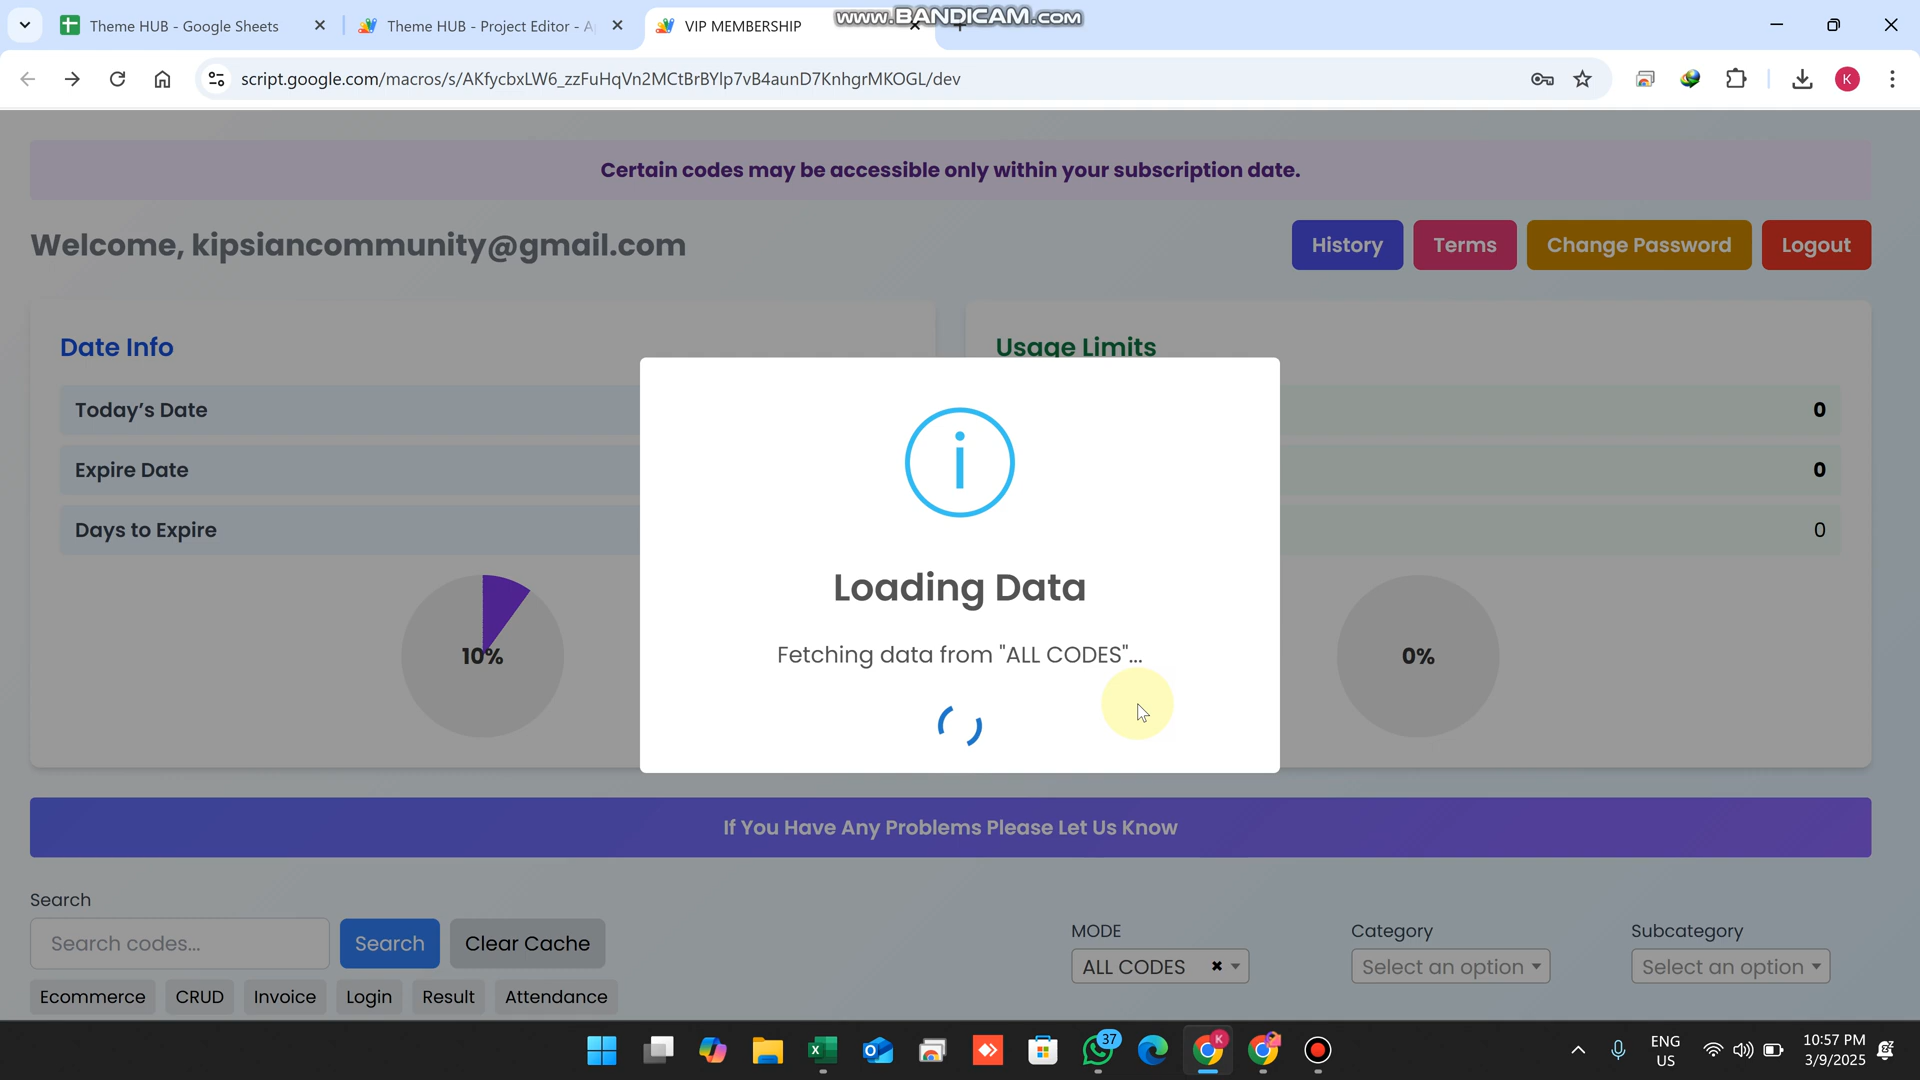 Theme HUB - Google Sheets
Theme HUB - Project Editor - A
VIP MEMBERSHIP
www.BANDICAM.com
script.google.com/macros/s/AKfycbxLW6_zzFuHqVn2MCtBrBYlp7vB4aunD7KnhgrMKOGL/dev
K
Certain codes may be accessible only within your subscription date.
Welcome, kipsiancommunity@gmail.com
History
Terms
Change Password
Logout
Date Info
Usage Limits
Today's Date
0
Expire Date
0
Days to Expire
0
10%
0%
Loading Data
Fetching data from "ALL CODES"...
If You Have Any Problems Please Let Us Know
Search
Search codes...
Search
Clear Cache
MODE
Category
Subcategory
ALL CODES
Select an option
Select an option
Ecommerce
CRUD
Invoice
Login
Result
Attendance
37
K
ENG
US
10:57 PM
3/9/2025